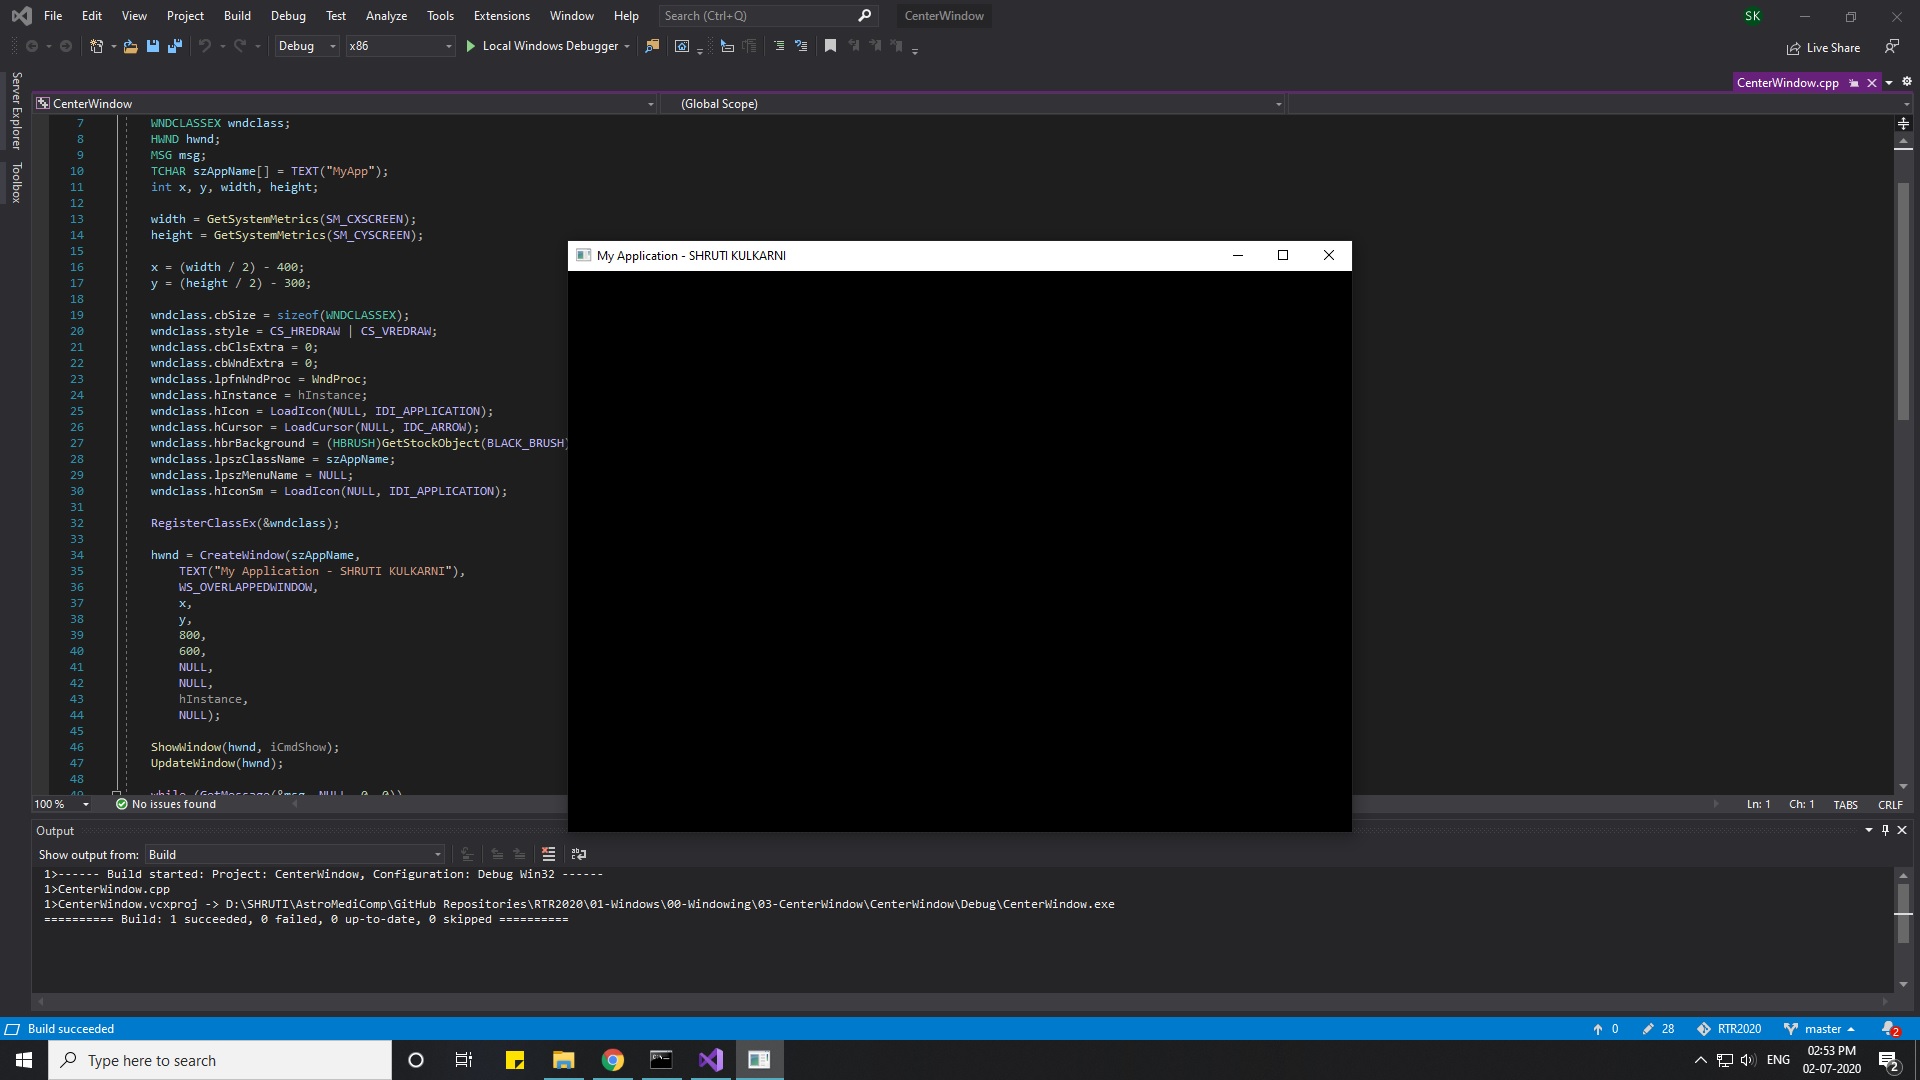 File Edit View Project Build Debug Test Analyze Tools Extensions Window Help Search (Ctrl+Q) CenterWindow SK
Debug x86 Local Windows Debugger Live Share
Server Explorer
Toolbox
CenterWindow.cpp
CenterWindow (Global Scope)
7 WNDCLASSEX wndclass;
8 HWND hwnd;
9 MSG msg;
10 TCHAR szAppName[] = TEXT("MyApp");
11 int x, y, width, height;
12
13 width = GetSystemMetrics(SM_CXSCREEN);
14 height = GetSystemMetrics(SM_CYSCREEN);
15
16 x = (width / 2) - 400;
17 y = (height / 2) - 300;
18
19 wndclass.cbSize = sizeof(WNDCLASSEX);
20 wndclass.style = CS_HREDRAW | CS_VREDRAW;
21 wndclass.cbClsExtra = 0;
22 wndclass.cbWndExtra = 0;
23 wndclass.lpfnWndProc = WndProc;
24 wndclass.hInstance = hInstance;
25 wndclass.hIcon = LoadIcon(NULL, IDI_APPLICATION);
26 wndclass.hCursor = LoadCursor(NULL, IDC_ARROW);
27 wndclass.hbrBackground = (HBRUSH)GetStockObject(BLACK_BRUSH)
28 wndclass.lpszClassName = szAppName;
29 wndclass.lpszMenuName = NULL;
30 wndclass.hIconSm = LoadIcon(NULL, IDI_APPLICATION);
31
32 RegisterClassEx(&wndclass);
33
34 hwnd = CreateWindow(szAppName,
35 TEXT("My Application - SHRUTI KULKARNI"),
36 WS_OVERLAPPEDWINDOW,
37 x,
38 y,
39 800,
40 600,
41 NULL,
42 NULL,
43 hInstance,
44 NULL);
45
46 ShowWindow(hwnd, iCmdShow);
47 UpdateWindow(hwnd);
48
49 while (GetMessage(&msg, NULL, 0, 0))
My Application - SHRUTI KULKARNI
100 % No issues found Ln: 1 Ch: 1 TABS CRLF
Output
Show output from: Build
1>------ Build started: Project: CenterWindow, Configuration: Debug Win32 ------
1>CenterWindow.cpp
1>CenterWindow.vcxproj -> D:\SHRUTI\AstroMediComp\GitHub Repositories\RTR2020\01-Windows\00-Windowing\03-CenterWindow\CenterWindow\Debug\CenterWindow.exe
========== Build: 1 succeeded, 0 failed, 0 up-to-date, 0 skipped ==========
Build succeeded 0 28 RTR2020 master 2
Type here to search ENG 02:53 PM
02-07-2020 2